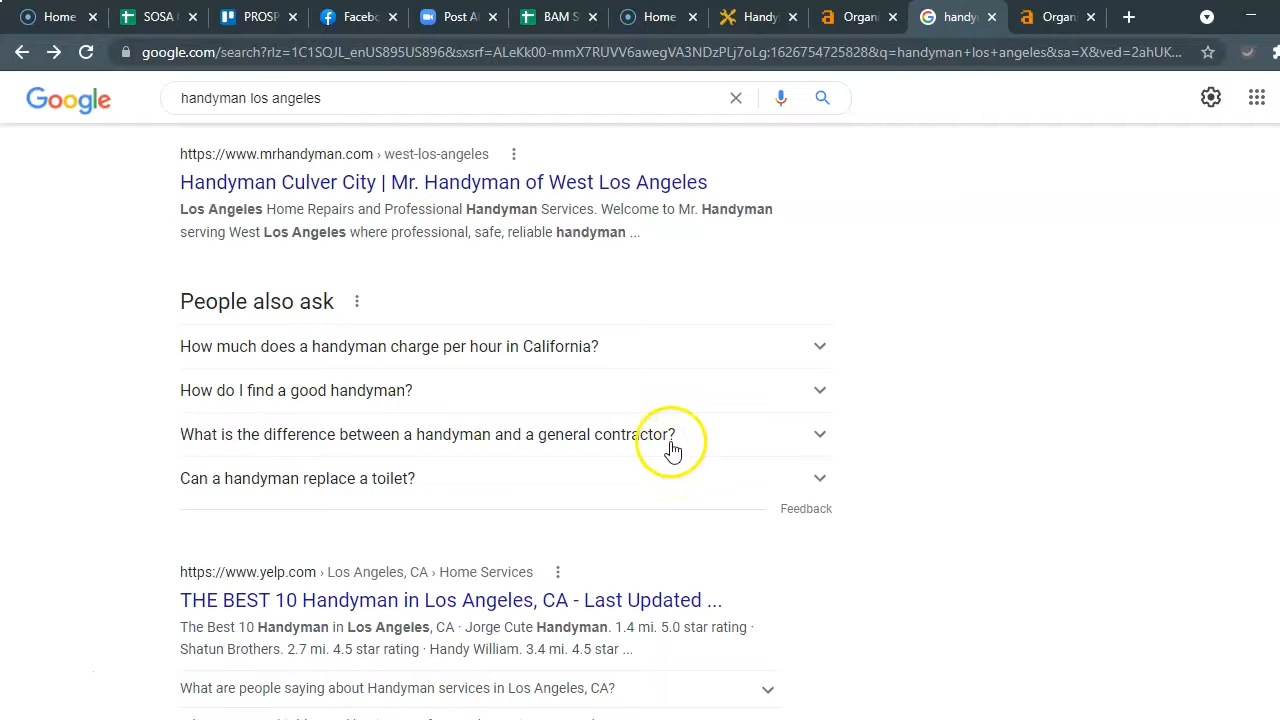 Home
SOSA
PROSP
Faceb
Post A
BAM S
Home
Handy
Organi
handy
Organ
google.com/search?rlz=1C1SQJL_enUS895US896&sxsrf=ALeKk00-mmX7RUVV6awegVA3NDzPLj7oLg:1626754725828&q=handyman+los+angeles&sa=X&ved=2ahUK...
Google
handyman los angeles
https://www.mrhandyman.com › west-los-angeles
Handyman Culver City | Mr. Handyman of West Los Angeles
Los Angeles Home Repairs and Professional Handyman Services. Welcome to Mr. Handyman
serving West Los Angeles where professional, safe, reliable handyman ...
People also ask
How much does a handyman charge per hour in California?
How do I find a good handyman?
What is the difference between a handyman and a general contractor?
Can a handyman replace a toilet?
Feedback
https://www.yelp.com › Los Angeles, CA › Home Services
THE BEST 10 Handyman in Los Angeles, CA - Last Updated ...
The Best 10 Handyman in Los Angeles, CA · Jorge Cute Handyman. 1.4 mi. 5.0 star rating ·
Shatun Brothers. 2.7 mi. 4.5 star rating · Handy William. 3.4 mi. 4.5 star ...
What are people saying about Handyman services in Los Angeles, CA?